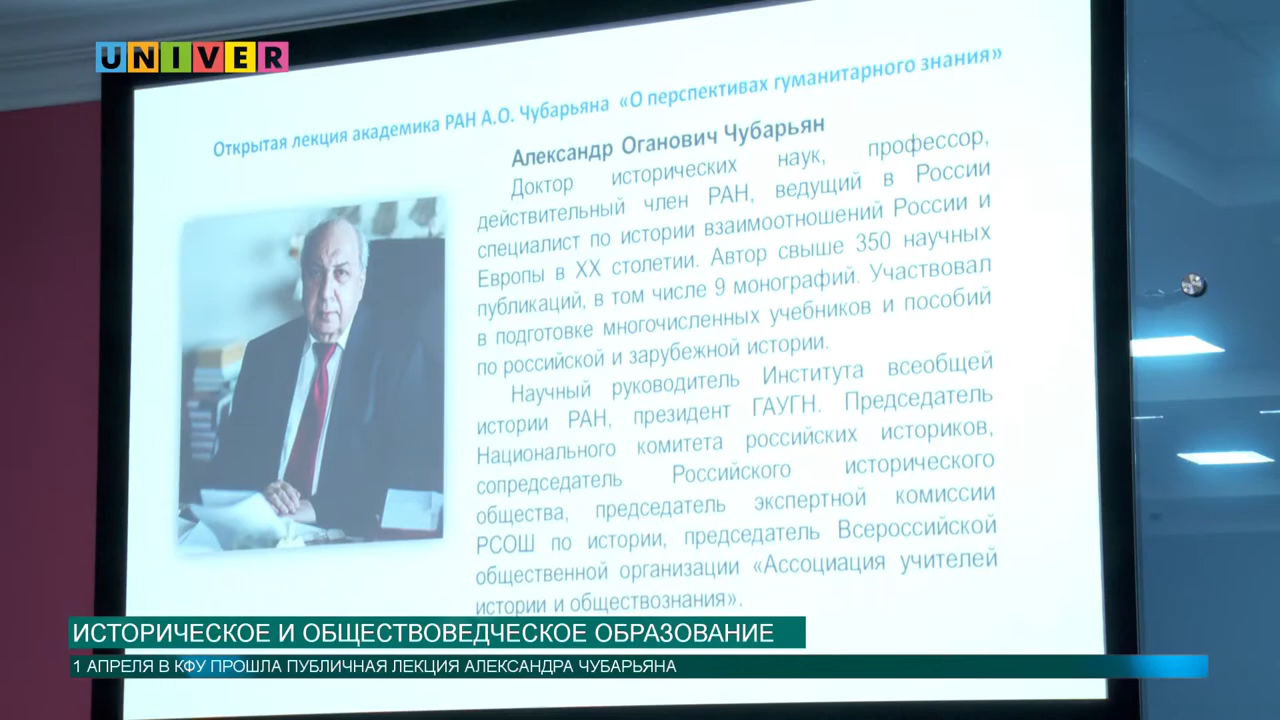 UNIVER
Открытая лекция академика РАН А.О. Чубарьяна «О перспективах гуманитарного знания»
Александр Оганович Чубарьян
Доктор исторических наук, профессор,
действительный член РАН, ведущий в России
специалист по истории взаимоотношений России и
Европы в XX столетии. Автор свыше 350 научных
публикаций, в том числе 9 монографий. Участвовал
в подготовке многочисленных учебников и пособий
по российской и зарубежной истории.
Научный руководитель Института всеобщей
истории РАН, президент ГАУГН. Председатель
Национального комитета российских историков,
сопредседатель Российского исторического
общества, председатель экспертной комиссии
РСОШ по истории, председатель Всероссийской
общественной организации «Ассоциация учителей
истории и обществознания».
ИСТОРИЧЕСКОЕ И ОБЩЕСТВОВЕДЧЕСКОЕ ОБРАЗОВАНИЕ
1 АПРЕЛЯ В КФУ ПРОШЛА ПУБЛИЧНАЯ ЛЕКЦИЯ АЛЕКСАНДРА ЧУБАРЬЯНА